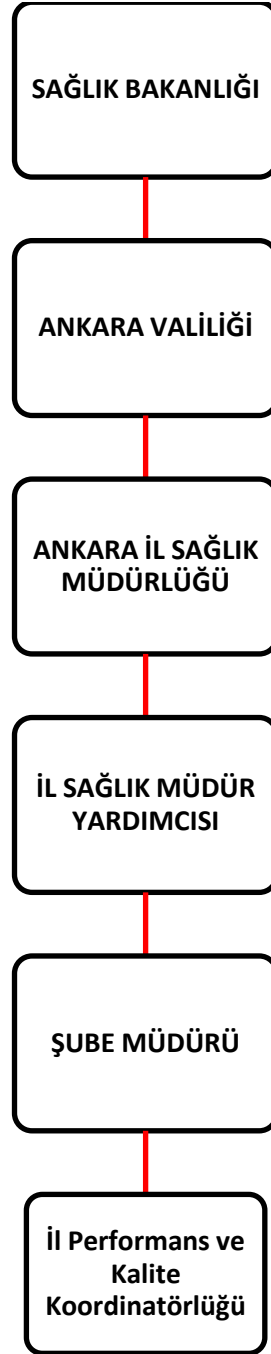 SAĞLIK BAKANLIĞI
ANKARA VALİLİĞİ
ANKARA İL SAĞLIK
MÜDÜRLÜĞÜ
İL SAĞLIK MÜDÜR
YARDIMCISI
ŞUBE MÜDÜRÜ
İl Performans ve
Kalite
Koordinatörlüğü